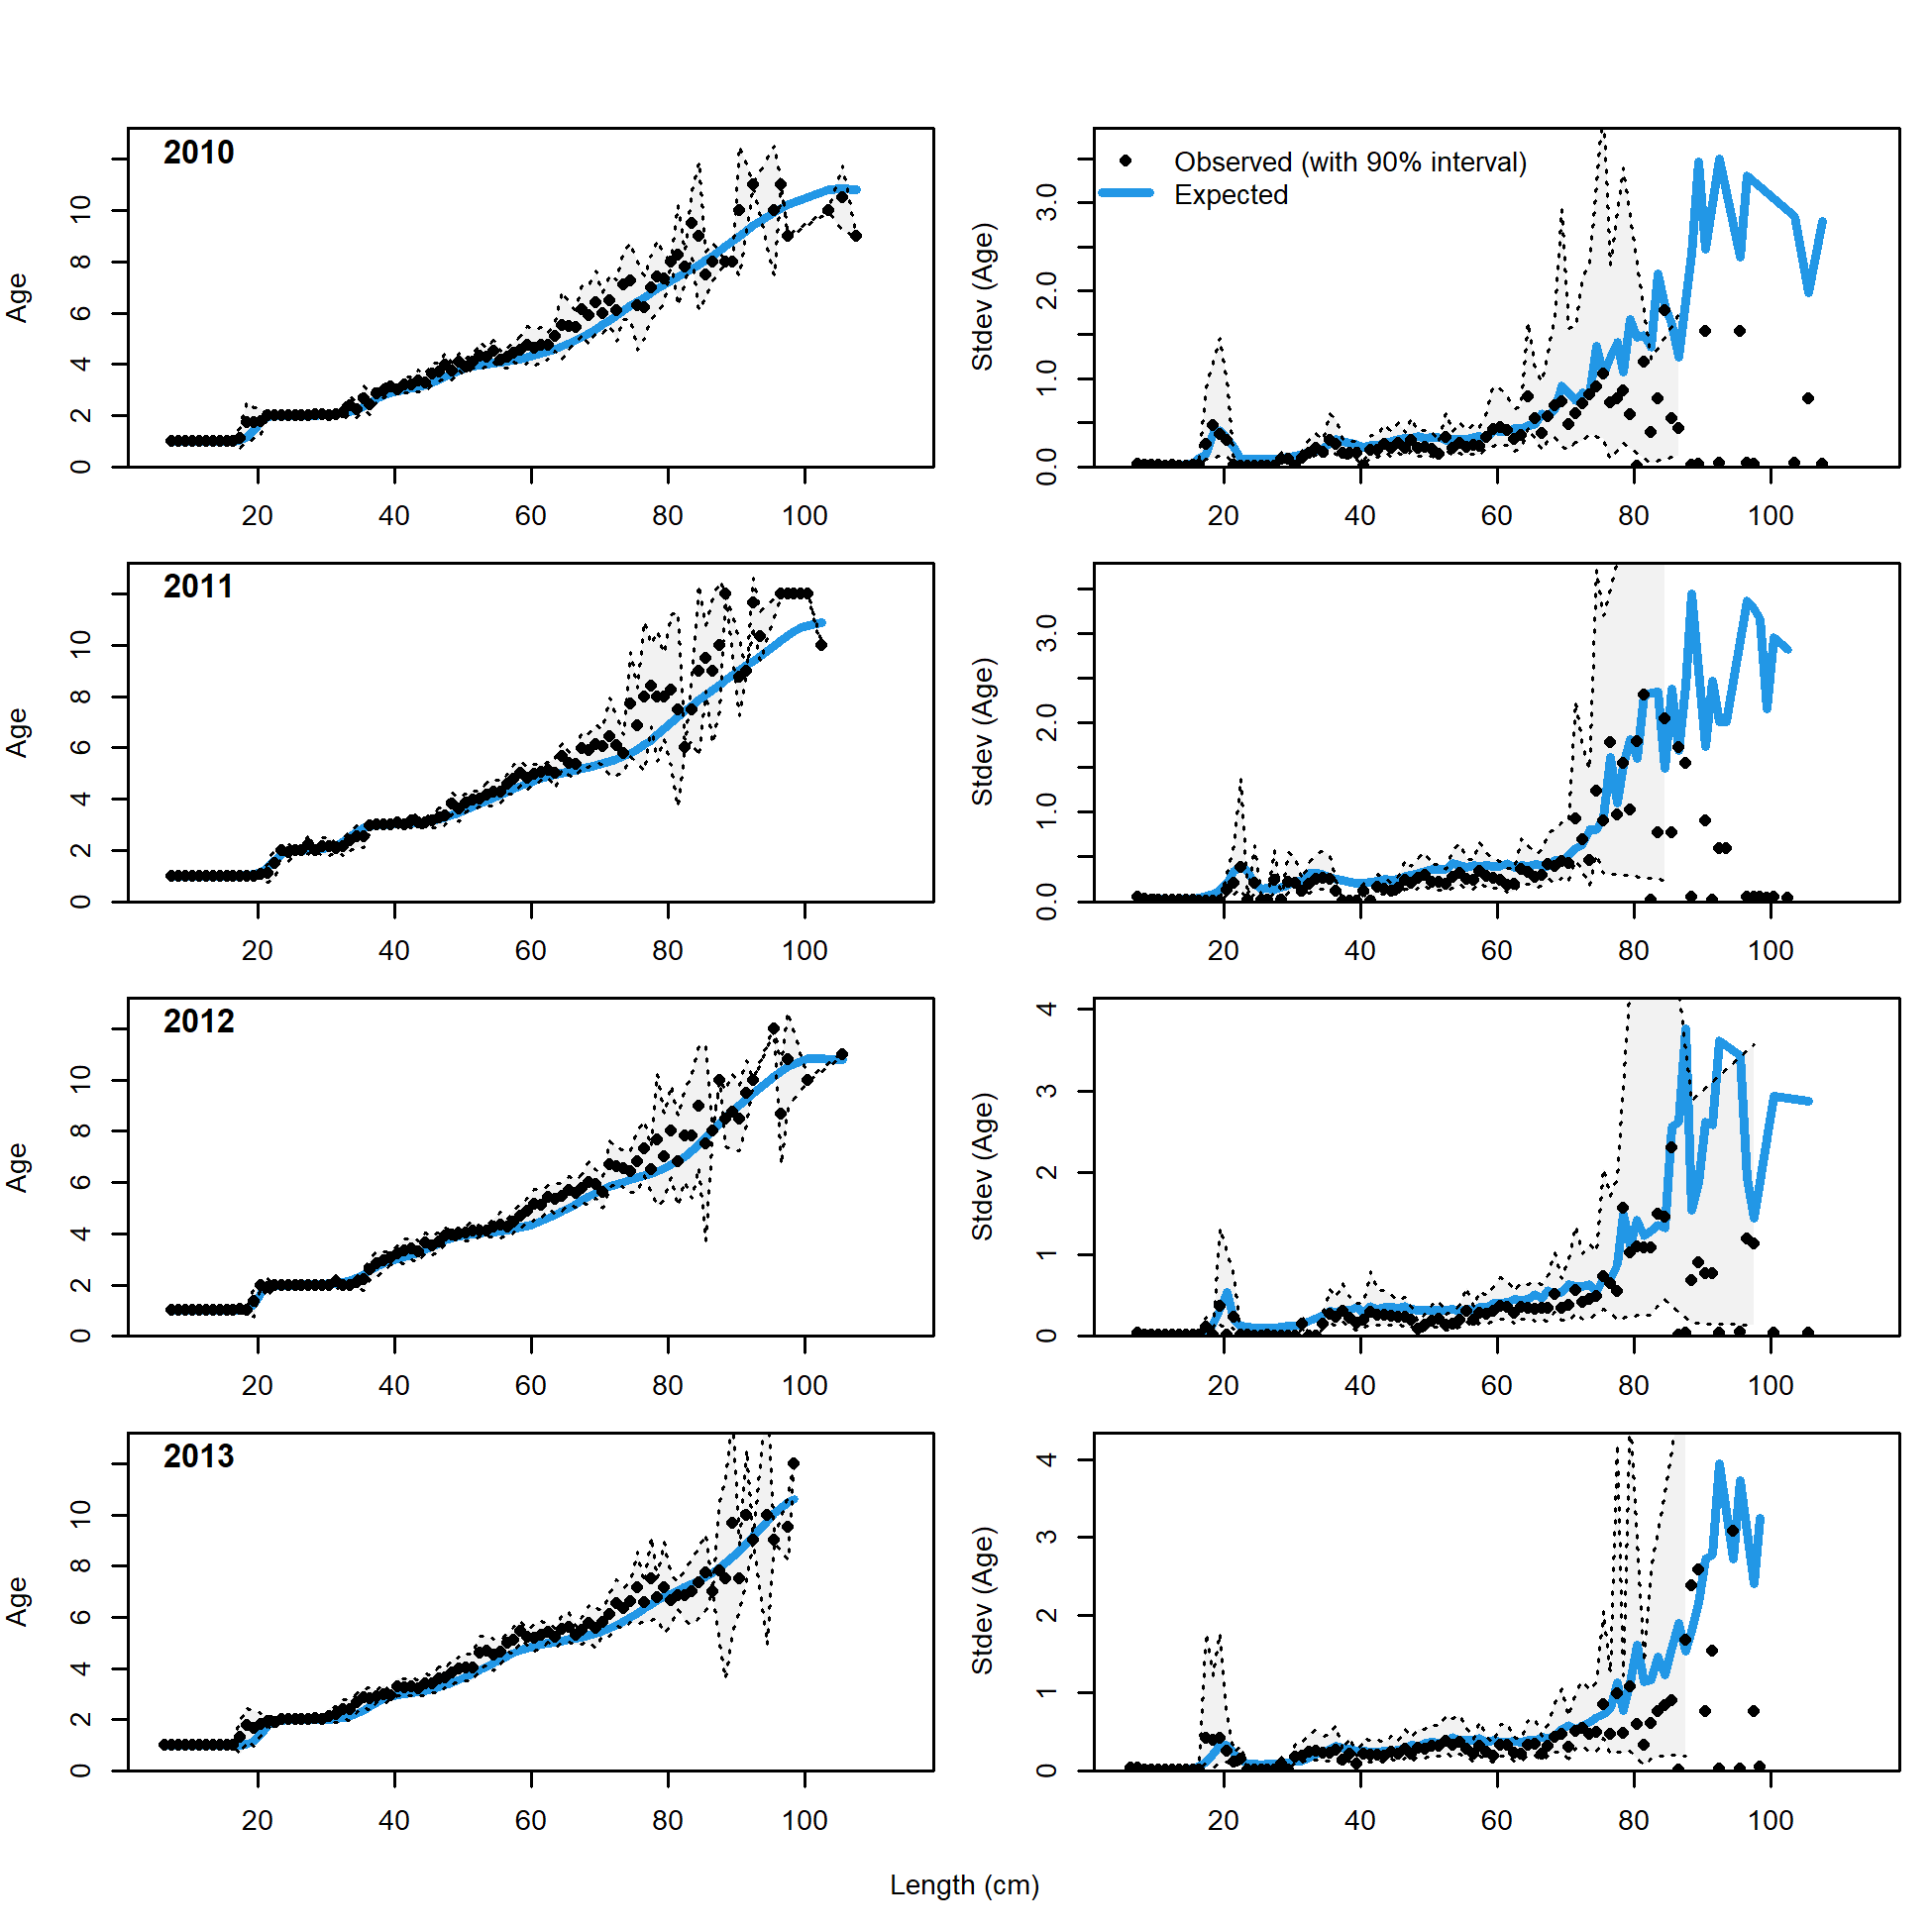 2010
Age
0 2 4 6 8 10
20 40 60 80 100
Observed (with 90% interval)
Expected
Stdev (Age)
0.0 1.0 2.0 3.0
20 40 60 80 100
2011
Age
0 2 4 6 8 10
20 40 60 80 100
Stdev (Age)
0.0 1.0 2.0 3.0
20 40 60 80 100
2012
Age
0 2 4 6 8 10
20 40 60 80 100
Stdev (Age)
0 1 2 3 4
20 40 60 80 100
2013
Age
0 2 4 6 8 10
20 40 60 80 100
Stdev (Age)
0 1 2 3 4
20 40 60 80 100
Length (cm)